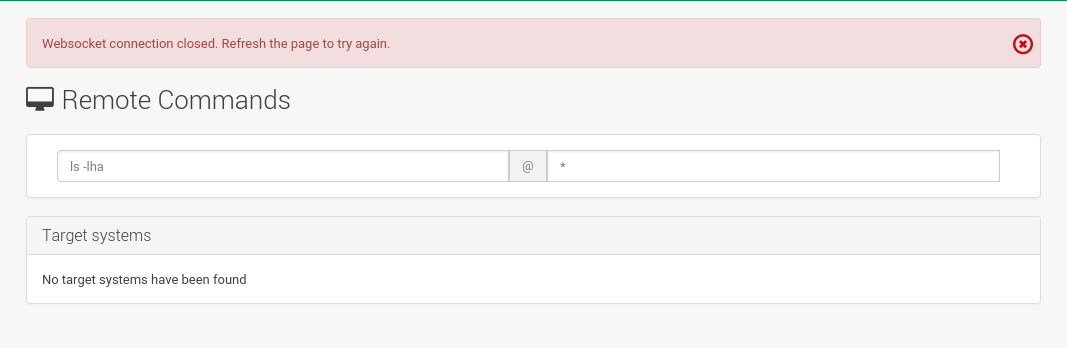 Websocket connection closed. Refresh the page to try again.
Remote Commands
ls -lha @ *
Target systems
No target systems have been found